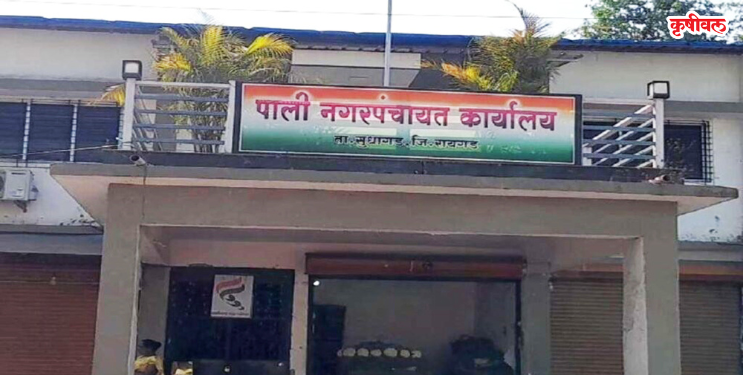 कृषीवल
पाली नगरपंचायत कार्यालय
ता. सुधागड, जि. रायगड